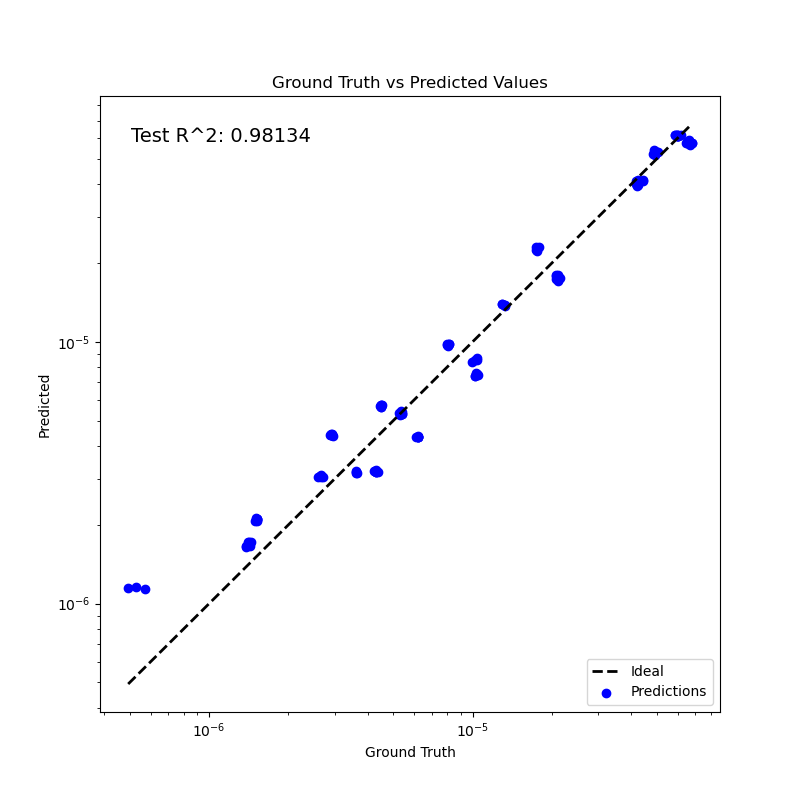 Ground Truth vs Predicted Values
Test R^2: 0.98134
Predicted
10⁻⁵
10⁻⁶
Ideal
Predictions
10⁻⁶
10⁻⁵
Ground Truth